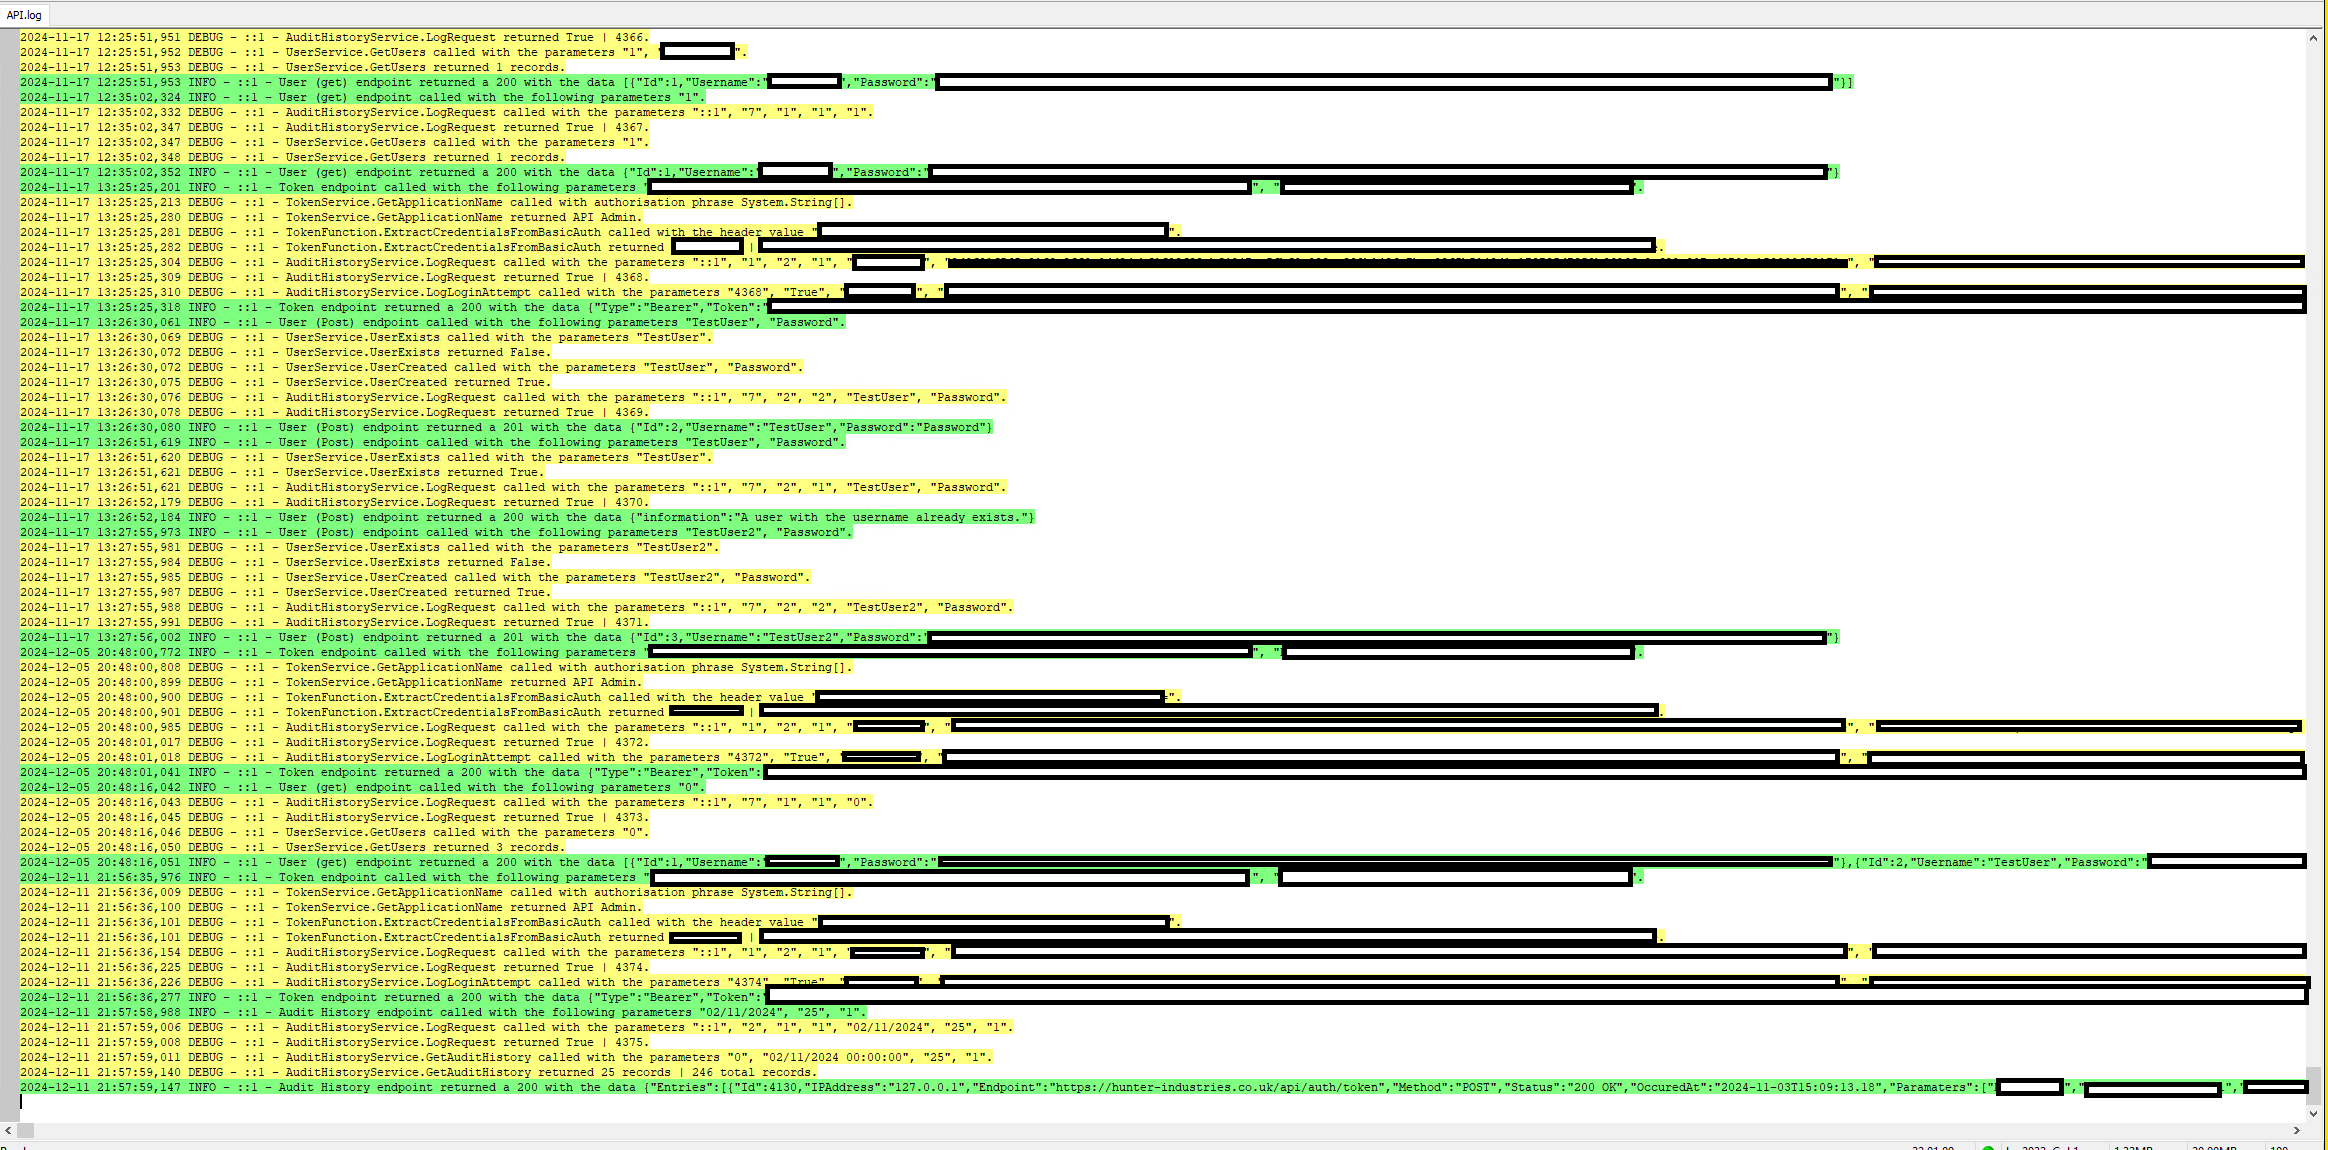 API.log
2024-11-17 12:25:51,951 DEBUG - ::1 - AuditHistoryService.LogRequest returned True | 4366.
2024-11-17 12:25:51,952 DEBUG - ::1 - UserService.GetUsers called with the parameters "1", " ".
2024-11-17 12:25:51,953 DEBUG - ::1 - UserService.GetUsers returned 1 records.
2024-11-17 12:25:51,953 INFO - ::1 - User (get) endpoint returned a 200 with the data [{"Id":1,"Username":" ","Password":" "}]
2024-11-17 12:35:02,324 INFO - ::1 - User (get) endpoint called with the following parameters "1".
2024-11-17 12:35:02,332 DEBUG - ::1 - AuditHistoryService.LogRequest called with the parameters "::1", "7", "1", "1", "1".
2024-11-17 12:35:02,347 DEBUG - ::1 - AuditHistoryService.LogRequest returned True | 4367.
2024-11-17 12:35:02,347 DEBUG - ::1 - UserService.GetUsers called with the parameters "1".
2024-11-17 12:35:02,348 DEBUG - ::1 - UserService.GetUsers returned 1 records.
2024-11-17 12:35:02,352 INFO - ::1 - User (get) endpoint returned a 200 with the data {"Id":1,"Username":" ","Password":" "}
2024-11-17 13:25:25,201 INFO - ::1 - Token endpoint called with the following parameters " ", " ".
2024-11-17 13:25:25,213 DEBUG - ::1 - TokenService.GetApplicationName called with authorisation phrase System.String[].
2024-11-17 13:25:25,280 DEBUG - ::1 - TokenService.GetApplicationName returned API Admin.
2024-11-17 13:25:25,281 DEBUG - ::1 - TokenFunction.ExtractCredentialsFromBasicAuth called with the header value " ".
2024-11-17 13:25:25,282 DEBUG - ::1 - TokenFunction.ExtractCredentialsFromBasicAuth returned | .
2024-11-17 13:25:25,304 DEBUG - ::1 - AuditHistoryService.LogRequest called with the parameters "::1", "1", "2", "1", " ", " ", "
2024-11-17 13:25:25,309 DEBUG - ::1 - AuditHistoryService.LogRequest returned True | 4368.
2024-11-17 13:25:25,310 DEBUG - ::1 - AuditHistoryService.LogLoginAttempt called with the parameters "4368", "True", " ", " ", "
2024-11-17 13:25:25,318 INFO - ::1 - Token endpoint returned a 200 with the data {"Type":"Bearer","Token":"
2024-11-17 13:26:30,061 INFO - ::1 - User (Post) endpoint called with the following parameters "TestUser", "Password".
2024-11-17 13:26:30,069 DEBUG - ::1 - UserService.UserExists called with the parameters "TestUser".
2024-11-17 13:26:30,072 DEBUG - ::1 - UserService.UserExists returned False.
2024-11-17 13:26:30,072 DEBUG - ::1 - UserService.UserCreated called with the parameters "TestUser", "Password".
2024-11-17 13:26:30,075 DEBUG - ::1 - UserService.UserCreated returned True.
2024-11-17 13:26:30,076 DEBUG - ::1 - AuditHistoryService.LogRequest called with the parameters "::1", "7", "2", "2", "TestUser", "Password".
2024-11-17 13:26:30,078 DEBUG - ::1 - AuditHistoryService.LogRequest returned True | 4369.
2024-11-17 13:26:30,080 INFO - ::1 - User (Post) endpoint returned a 201 with the data {"Id":2,"Username":"TestUser","Password":"Password"}
2024-11-17 13:26:51,619 INFO - ::1 - User (Post) endpoint called with the following parameters "TestUser", "Password".
2024-11-17 13:26:51,620 DEBUG - ::1 - UserService.UserExists called with the parameters "TestUser".
2024-11-17 13:26:51,621 DEBUG - ::1 - UserService.UserExists returned True.
2024-11-17 13:26:51,621 DEBUG - ::1 - AuditHistoryService.LogRequest called with the parameters "::1", "7", "2", "1", "TestUser", "Password".
2024-11-17 13:26:52,179 DEBUG - ::1 - AuditHistoryService.LogRequest returned True | 4370.
2024-11-17 13:26:52,184 INFO - ::1 - User (Post) endpoint returned a 200 with the data {"information":"A user with the username already exists."}
2024-11-17 13:27:55,973 INFO - ::1 - User (Post) endpoint called with the following parameters "TestUser2", "Password".
2024-11-17 13:27:55,981 DEBUG - ::1 - UserService.UserExists called with the parameters "TestUser2".
2024-11-17 13:27:55,984 DEBUG - ::1 - UserService.UserExists returned False.
2024-11-17 13:27:55,985 DEBUG - ::1 - UserService.UserCreated called with the parameters "TestUser2", "Password".
2024-11-17 13:27:55,987 DEBUG - ::1 - UserService.UserCreated returned True.
2024-11-17 13:27:55,988 DEBUG - ::1 - AuditHistoryService.LogRequest called with the parameters "::1", "7", "2", "2", "TestUser2", "Password".
2024-11-17 13:27:55,991 DEBUG - ::1 - AuditHistoryService.LogRequest returned True | 4371.
2024-11-17 13:27:56,002 INFO - ::1 - User (Post) endpoint returned a 201 with the data {"Id":3,"Username":"TestUser2","Password":" "}
2024-12-05 20:48:00,772 INFO - ::1 - Token endpoint called with the following parameters " ", " ".
2024-12-05 20:48:00,808 DEBUG - ::1 - TokenService.GetApplicationName called with authorisation phrase System.String[].
2024-12-05 20:48:00,899 DEBUG - ::1 - TokenService.GetApplicationName returned API Admin.
2024-12-05 20:48:00,900 DEBUG - ::1 - TokenFunction.ExtractCredentialsFromBasicAuth called with the header value " ".
2024-12-05 20:48:00,901 DEBUG - ::1 - TokenFunction.ExtractCredentialsFromBasicAuth returned | .
2024-12-05 20:48:00,985 DEBUG - ::1 - AuditHistoryService.LogRequest called with the parameters "::1", "1", "2", "1", " ", " ", "
2024-12-05 20:48:01,017 DEBUG - ::1 - AuditHistoryService.LogRequest returned True | 4372.
2024-12-05 20:48:01,018 DEBUG - ::1 - AuditHistoryService.LogLoginAttempt called with the parameters "4372", "True", " ", " ", "
2024-12-05 20:48:01,041 INFO - ::1 - Token endpoint returned a 200 with the data {"Type":"Bearer","Token":
2024-12-05 20:48:16,042 INFO - ::1 - User (get) endpoint called with the following parameters "0".
2024-12-05 20:48:16,043 DEBUG - ::1 - AuditHistoryService.LogRequest called with the parameters "::1", "7", "1", "1", "0".
2024-12-05 20:48:16,045 DEBUG - ::1 - AuditHistoryService.LogRequest returned True | 4373.
2024-12-05 20:48:16,046 DEBUG - ::1 - UserService.GetUsers called with the parameters "0".
2024-12-05 20:48:16,050 DEBUG - ::1 - UserService.GetUsers returned 3 records.
2024-12-05 20:48:16,051 INFO - ::1 - User (get) endpoint returned a 200 with the data [{"Id":1,"Username":" ","Password":" "},{"Id":2,"Username":"TestUser","Password":"
2024-12-11 21:56:35,976 INFO - ::1 - Token endpoint called with the following parameters " ", " ".
2024-12-11 21:56:36,009 DEBUG - ::1 - TokenService.GetApplicationName called with authorisation phrase System.String[].
2024-12-11 21:56:36,100 DEBUG - ::1 - TokenService.GetApplicationName returned API Admin.
2024-12-11 21:56:36,101 DEBUG - ::1 - TokenFunction.ExtractCredentialsFromBasicAuth called with the header value " ".
2024-12-11 21:56:36,101 DEBUG - ::1 - TokenFunction.ExtractCredentialsFromBasicAuth returned | .
2024-12-11 21:56:36,154 DEBUG - ::1 - AuditHistoryService.LogRequest called with the parameters "::1", "1", "2", "1", " ", " ", "
2024-12-11 21:56:36,225 DEBUG - ::1 - AuditHistoryService.LogRequest returned True | 4374.
2024-12-11 21:56:36,226 DEBUG - ::1 - AuditHistoryService.LogLoginAttempt called with the parameters "4374", "True", " ", " ", "
2024-12-11 21:56:36,277 INFO - ::1 - Token endpoint returned a 200 with the data {"Type":"Bearer","Token":"
2024-12-11 21:57:58,988 INFO - ::1 - Audit History endpoint called with the following parameters "02/11/2024", "25", "1".
2024-12-11 21:57:59,006 DEBUG - ::1 - AuditHistoryService.LogRequest called with the parameters "::1", "2", "1", "1", "02/11/2024", "25", "1".
2024-12-11 21:57:59,008 DEBUG - ::1 - AuditHistoryService.LogRequest returned True | 4375.
2024-12-11 21:57:59,011 DEBUG - ::1 - AuditHistoryService.GetAuditHistory called with the parameters "0", "02/11/2024 00:00:00", "25", "1".
2024-12-11 21:57:59,140 DEBUG - ::1 - AuditHistoryService.GetAuditHistory returned 25 records | 246 total records.
2024-12-11 21:57:59,147 INFO - ::1 - Audit History endpoint returned a 200 with the data {"Entries":[{"Id":4130,"IPAddress":"127.0.0.1","Endpoint":"https://hunter-industries.co.uk/api/auth/token","Method":"POST","Status":"200 OK","OccuredAt":"2024-11-03T15:09:13.18","Paramaters":[" "," ","